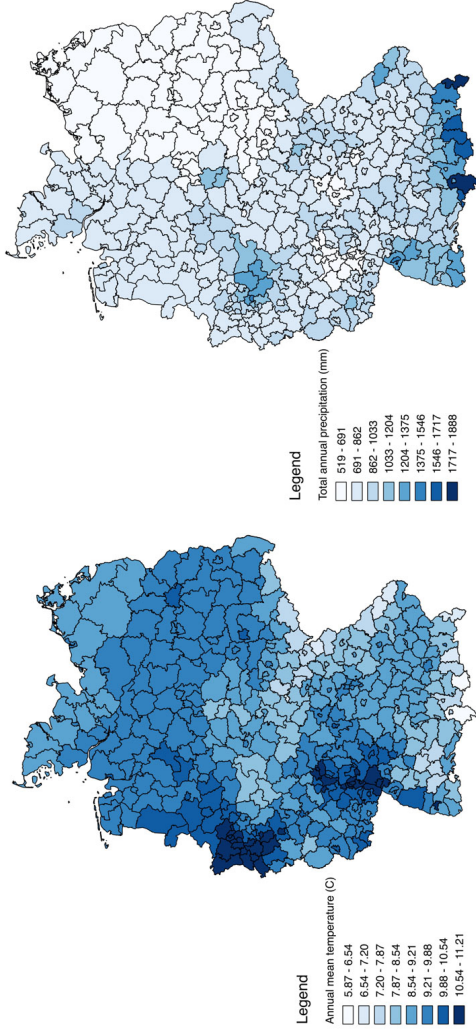 Legend
Annual mean temperature (C)
5.87 - 6.54
6.54 - 7.20
7.20 - 7.87
7.87 - 8.54
8.54 - 9.21
9.21 - 9.88
9.88 - 10.54
10.54 - 11.21
Legend
Total annual precipitation (mm)
519 - 691
691 - 862
862 - 1033
1033 - 1204
1204 - 1375
1375 - 1546
1546 - 1717
1717 - 1888